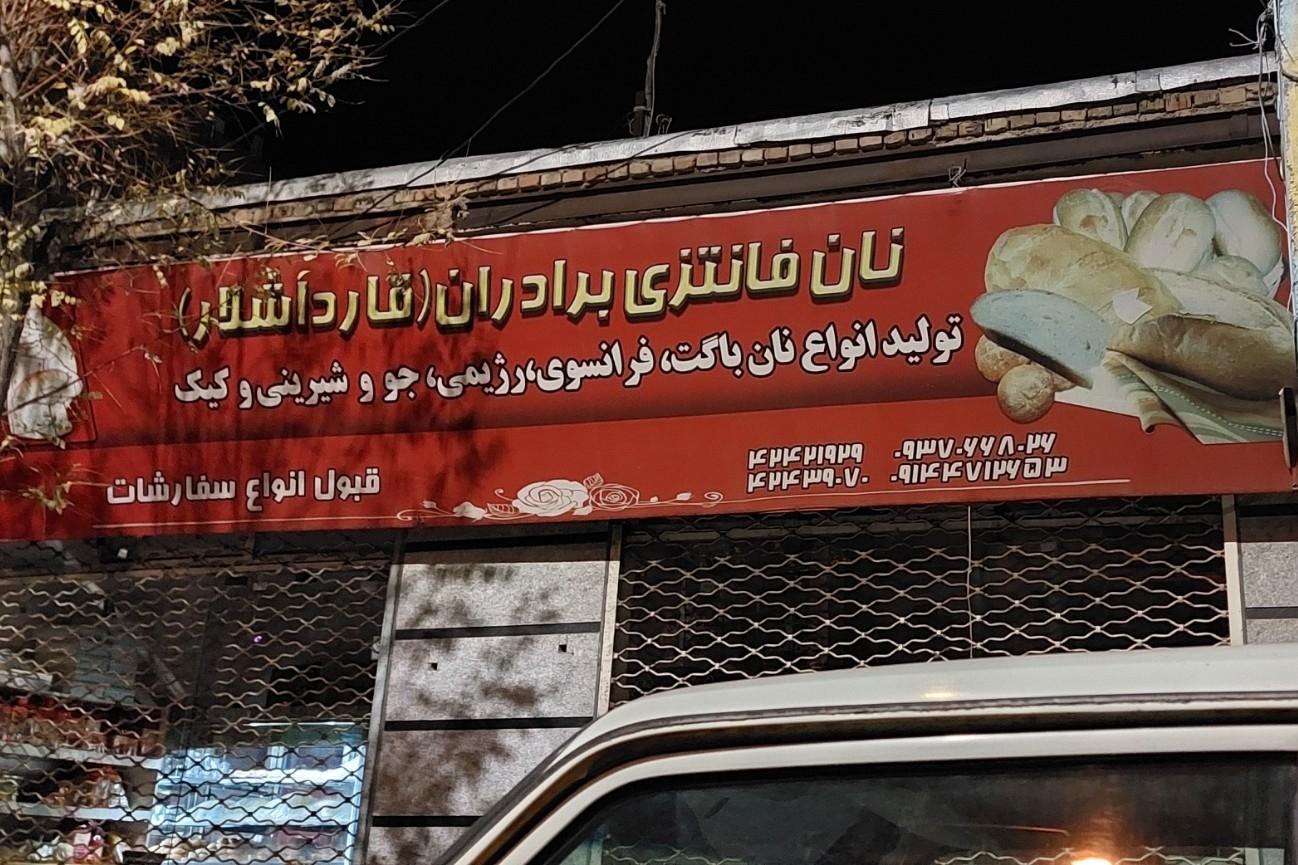 نان فانتزی برادران (قارداشلار)
تولید انواع نان باگت، فرانسوی،رژیمی، جو و شیرینی و کیک
۴۲۴۲۱۹۲۹ ۰۹۳۷۰۶۶۸۰۲۶
۴۲۴۳۹۰۷۰ ۰۹۱۴۴۷۱۲۶۵۳
قبول انواع سفارشات